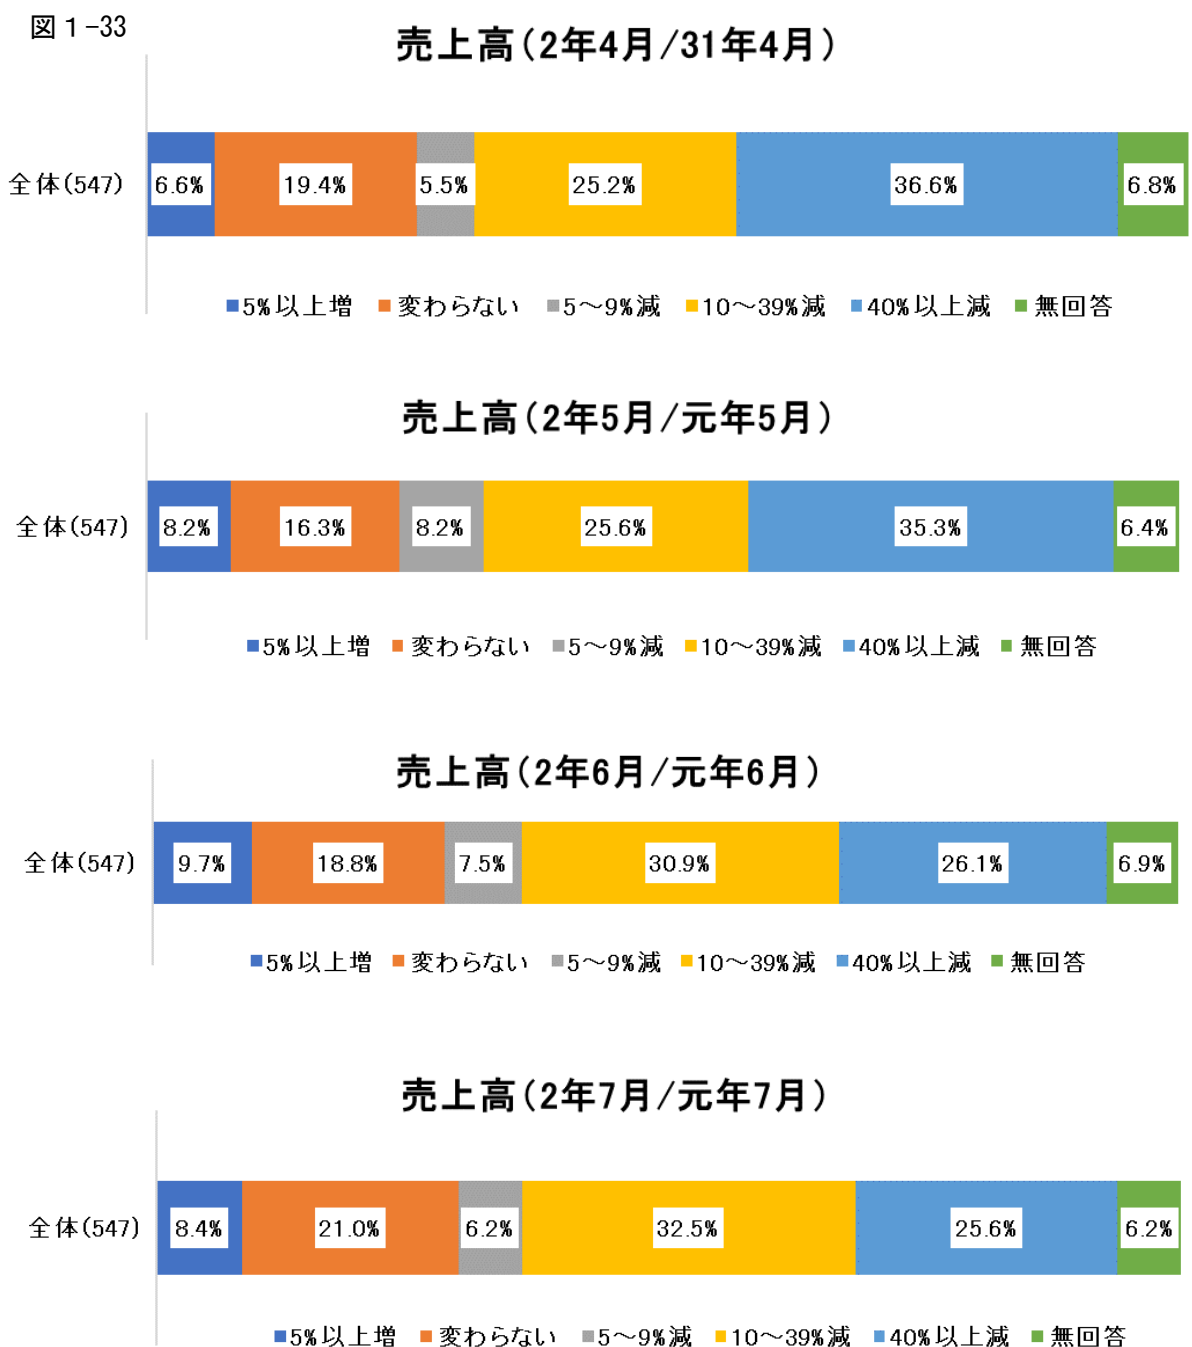 図１-33
売上高(2年4月/31年4月)
全体(547) 6.6% 19.4% 5.5% 25.2% 36.6% 6.8%
5%以上増 変わらない 5～9%減 10～39%減 40%以上減 無回答
売上高(2年5月/元年5月)
全体(547) 8.2% 16.3% 8.2% 25.6% 35.3% 6.4%
5%以上増 変わらない 5～9%減 10～39%減 40%以上減 無回答
売上高(2年6月/元年6月)
全体(547) 9.7% 18.8% 7.5% 30.9% 26.1% 6.9%
5%以上増 変わらない 5～9%減 10～39%減 40%以上減 無回答
売上高(2年7月/元年7月)
全体(547) 8.4% 21.0% 6.2% 32.5% 25.6% 6.2%
5%以上増 変わらない 5～9%減 10～39%減 40%以上減 無回答